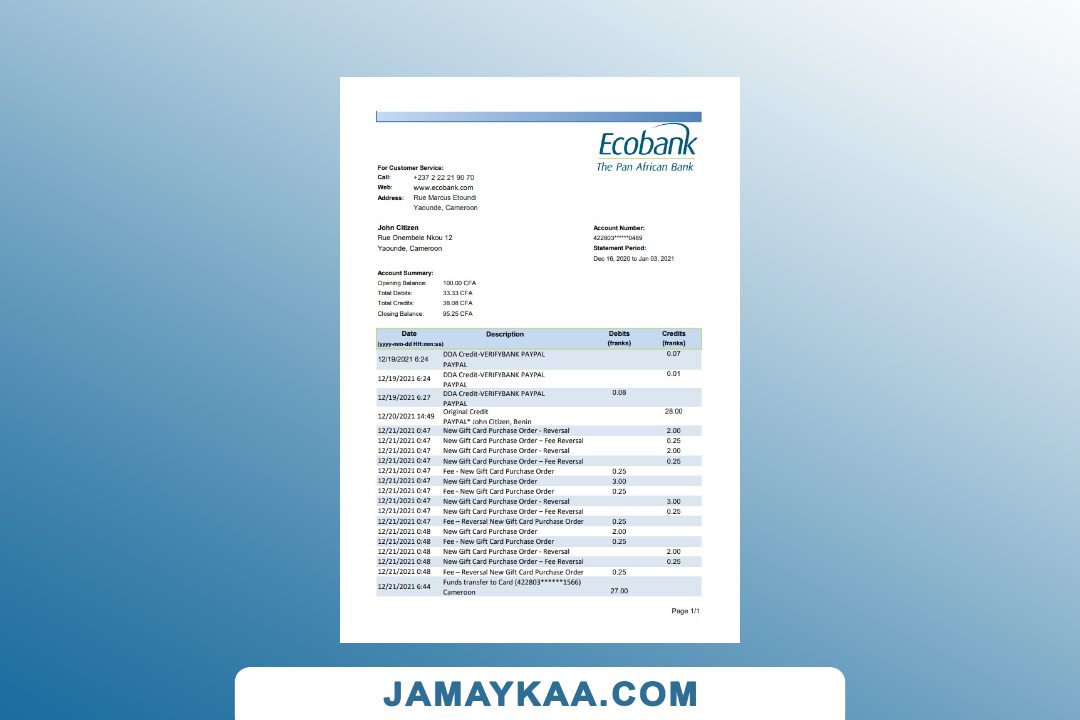 Ecobank
The Pan African Bank
For Customer Service:
Call: +237 2 22 21 90 70
Web: www.ecobank.com
Address: Rue Marcus Etoundi
Yaounde, Cameroon
John Citizen
Rue Onembele Nkou 12
Yaounde, Cameroon
Account Number:
422803******0489
Statement Period:
Dec 16, 2020 to Jan 03, 2021
Account Summary:
Opening Balance: 100.00 CFA
Total Debits: 33.33 CFA
Total Credits: 38.08 CFA
Closing Balance: 95.25 CFA
Date Description Debits Credits
(yyyy-mm-dd HH:mm:ss) (franks) (franks)
12/19/2021 6:24 DDA Credit-VERIFYBANK PAYPAL 0.07
PAYPAL
12/19/2021 6:24 DDA Credit-VERIFYBANK PAYPAL 0.01
PAYPAL
12/19/2021 6:27 DDA Credit-VERIFYBANK PAYPAL 0.08
PAYPAL
12/20/2021 14:49 Original Credit 28.00
PAYPAL* John Citizen, Benin
12/21/2021 0:47 New Gift Card Purchase Order - Reversal 2.00
12/21/2021 0:47 New Gift Card Purchase Order – Fee Reversal 0.25
12/21/2021 0:47 New Gift Card Purchase Order - Reversal 2.00
12/21/2021 0:47 New Gift Card Purchase Order – Fee Reversal 0.25
12/21/2021 0:47 Fee - New Gift Card Purchase Order 0.25
12/21/2021 0:47 New Gift Card Purchase Order 3.00
12/21/2021 0:47 Fee - New Gift Card Purchase Order 0.25
12/21/2021 0:47 New Gift Card Purchase Order - Reversal 3.00
12/21/2021 0:47 New Gift Card Purchase Order – Fee Reversal 0.25
12/21/2021 0:47 Fee – Reversal New Gift Card Purchase Order 0.25
12/21/2021 0:48 New Gift Card Purchase Order 2.00
12/21/2021 0:48 Fee - New Gift Card Purchase Order 0.25
12/21/2021 0:48 New Gift Card Purchase Order - Reversal 2.00
12/21/2021 0:48 New Gift Card Purchase Order – Fee Reversal 0.25
12/21/2021 0:48 Fee – Reversal New Gift Card Purchase Order 0.25
12/21/2021 6:44 Funds transfer to Card (422803******1566)
Cameroon 27.00
Page 1/1
JAMAYKAA.COM